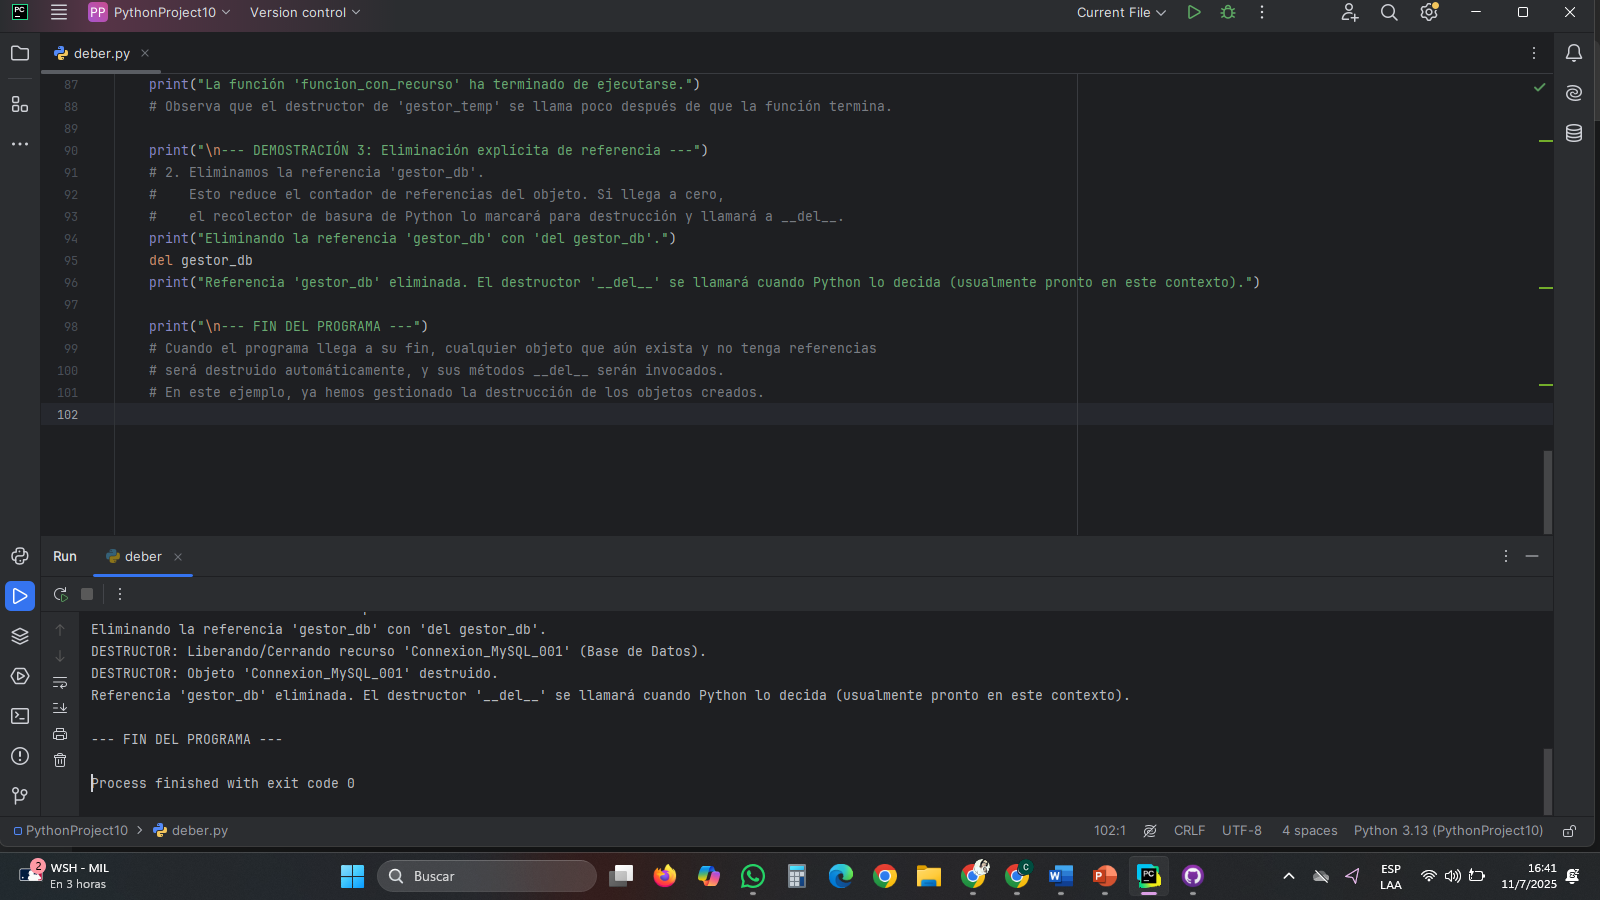 PC
PP PythonProject10 Version control Current File
deber.py
87 print("La función 'funcion_con_recurso' ha terminado de ejecutarse.")
88 # Observa que el destructor de 'gestor_temp' se llama poco después de que la función termina.
89
90 print("\n--- DEMOSTRACIÓN 3: Eliminación explícita de referencia ---")
91 # 2. Eliminamos la referencia 'gestor_db'.
92 #    Esto reduce el contador de referencias del objeto. Si llega a cero,
93 #    el recolector de basura de Python lo marcará para destrucción y llamará a __del__.
94 print("Eliminando la referencia 'gestor_db' con 'del gestor_db'.")
95 del gestor_db
96 print("Referencia 'gestor_db' eliminada. El destructor '__del__' se llamará cuando Python lo decida (usualmente pronto en este contexto).")
97
98 print("\n--- FIN DEL PROGRAMA ---")
99 # Cuando el programa llega a su fin, cualquier objeto que aún exista y no tenga referencias
100 # será destruido automáticamente, y sus métodos __del__ serán invocados.
101 # En este ejemplo, ya hemos gestionado la destrucción de los objetos creados.
102
Run deber
Eliminando la referencia 'gestor_db' con 'del gestor_db'.
DESTRUCTOR: Liberando/Cerrando recurso 'Connexion_MySQL_001' (Base de Datos).
DESTRUCTOR: Objeto 'Connexion_MySQL_001' destruido.
Referencia 'gestor_db' eliminada. El destructor '__del__' se llamará cuando Python lo decida (usualmente pronto en este contexto).
--- FIN DEL PROGRAMA ---
Process finished with exit code 0
PythonProject10 > deber.py 102:1 CRLF UTF-8 4 spaces Python 3.13 (PythonProject10)
2 WSH - MIL
En 3 horas
Buscar
ESP
LAA
16:41
11/7/2025